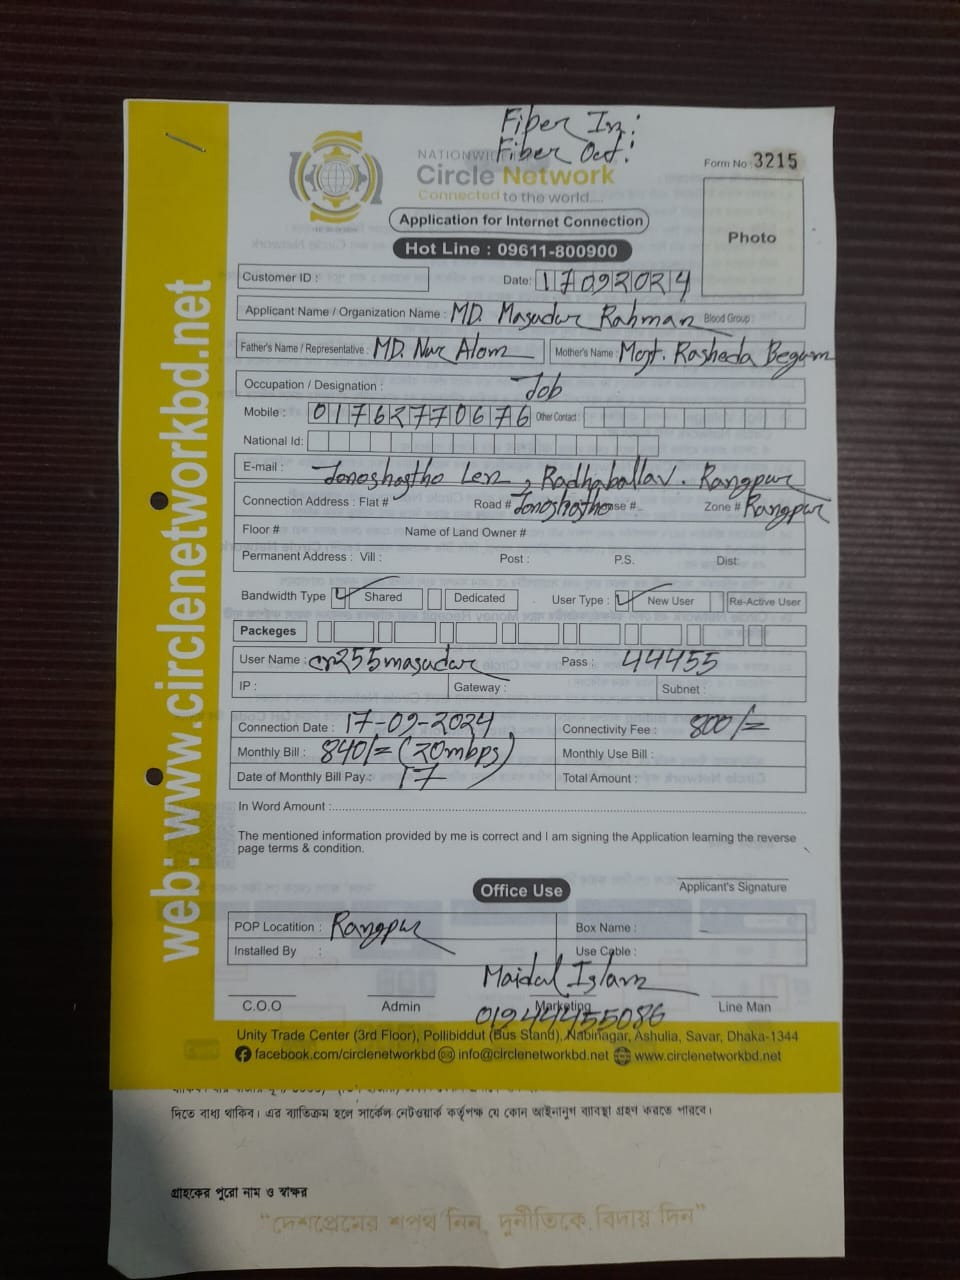 Fiber In:
Fiber Out:
NATIONWIDE
Circle Network
Connected to the world....
Form No : 3215
Photo
Application for Internet Connection
Hot Line : 09611-800900
Customer ID :
Date: 17092024
Applicant Name / Organization Name : MD. Masudur Rahman Blood Group :
Father's Name / Representative : MD. Nur Alom Mother's Name : Most. Rasheda Begum
Occupation / Designation : Job
Mobile : 01762770676 Other Contact :
National Id:
E-mail : Jonoshastho Len, Radhaballav. Rangpur
Connection Address : Flat # Road # Jonoshastho House # Zone # Rangpur
Floor # Name of Land Owner #
Permanent Address : Vill : Post : P.S. Dist:
Bandwidth Type Shared Dedicated User Type : New User Re-Active User
Packeges
User Name : cn255masudur Pass : 44455
IP : Gateway : Subnet :
Connection Date : 17-09-2024 Connectivity Fee : 800/=
Monthly Bill : 840/= (20mbps) Monthly Use Bill :
Date of Monthly Bill Pay.: 17 Total Amount :
In Word Amount :
The mentioned information provided by me is correct and I am signing the Application learning the reverse
page terms & condition.
Applicant's Signature
Office Use
POP Locatition : Rangpur Box Name :
Installed By : Use Cable :
Maidul Islam
C.O.O Admin Marketing Line Man
01944455086
Unity Trade Center (3rd Floor), Pollibiddut (Bus Stand), Nabinagar, Ashulia, Savar, Dhaka-1344
facebook.com/circlenetworkbd info@circlenetworkbd.net www.circlenetworkbd.net
web: www.circlenetworkbd.net
দিতে বাধ্য থাকিব। এর ব্যতিক্রম হলে সার্কেল নেটওয়ার্ক কর্তৃপক্ষ যে কোন আইনানুগ ব্যবস্থা গ্রহণ করতে পারবে।
গ্রাহকের পুরো নাম ও স্বাক্ষর
"দেশপ্রেমের শপথ নিন, দুর্নীতিকে বিদায় দিন"